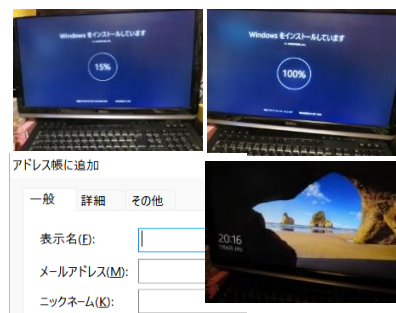 Windows をインストールしています
15%
Windows をインストールしています
100%
DELL
アドレス帳に追加
一般 詳細 その他
表示名(F):
メールアドレス(M):
ニックネーム(K):
20:16